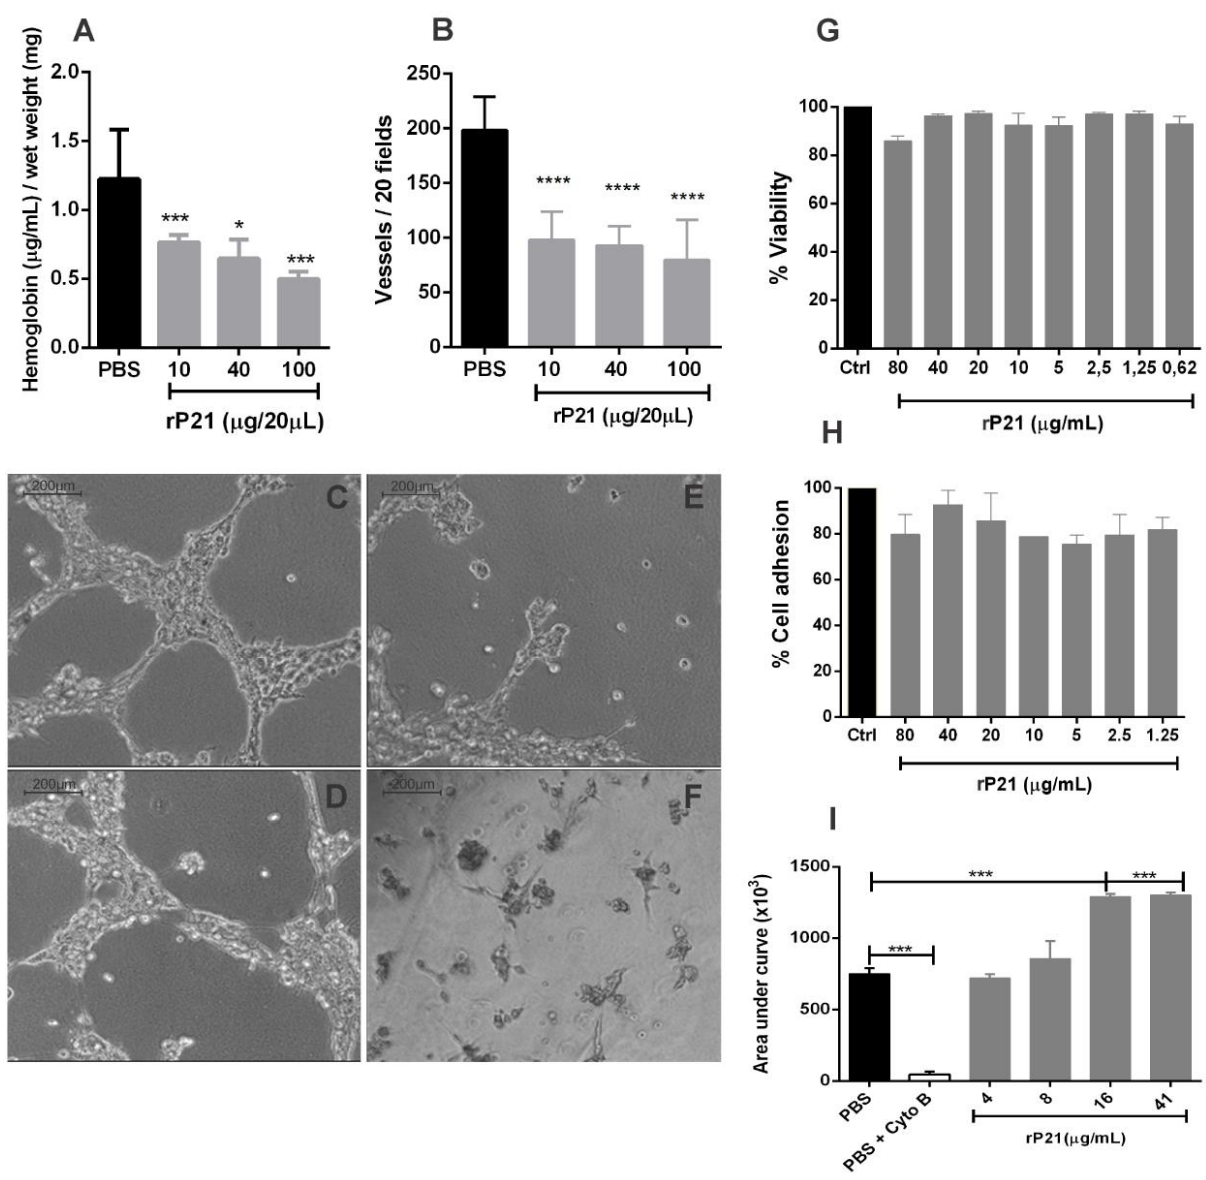 A
Hemoglobin (µg/mL) / wet weight (mg)
2.0
1.5
1.0
0.5
0.0
***
*
***
PBS
10
40
100
rP21 (µg/20µL)
B
Vessels / 20 fields
250
200
150
100
50
0
****
****
****
PBS
10
40
100
rP21 (µg/20µL)
200µm
C
200µm
E
200µm
D
200µm
F
G
% Viability
100
80
60
40
20
0
Ctrl
80
40
20
10
5
2,5
1,25
0,62
rP21 (µg/mL)
H
% Cell adhesion
100
80
60
40
20
0
Ctrl
80
40
20
10
5
2.5
1.25
rP21 (µg/mL)
I
Area under curve (x10³)
1500
1000
500
0
***
***
***
PBS
PBS + Cyto B
4
8
16
41
rP21(µg/mL)